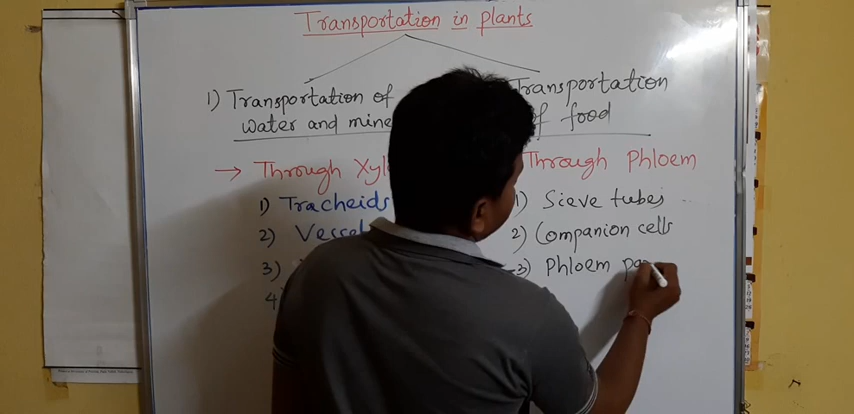 Transportation in plants
1) Transportation of
water and mine
Transportation
of food
→ Through Xyl
Through Phloem
1) Tracheids
2) Vessel
3)
4)
1) Sieve tubes
2) Companion cells
3) Phloem pa